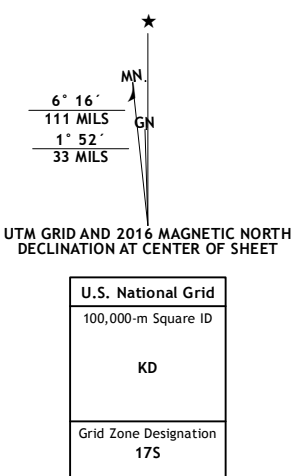 MN.
6° 16´
111 MILS
GN
1° 52´
33 MILS
UTM GRID AND 2016 MAGNETIC NORTH
DECLINATION AT CENTER OF SHEET
U.S. National Grid
100,000-m Square ID
KD
Grid Zone Designation
17S